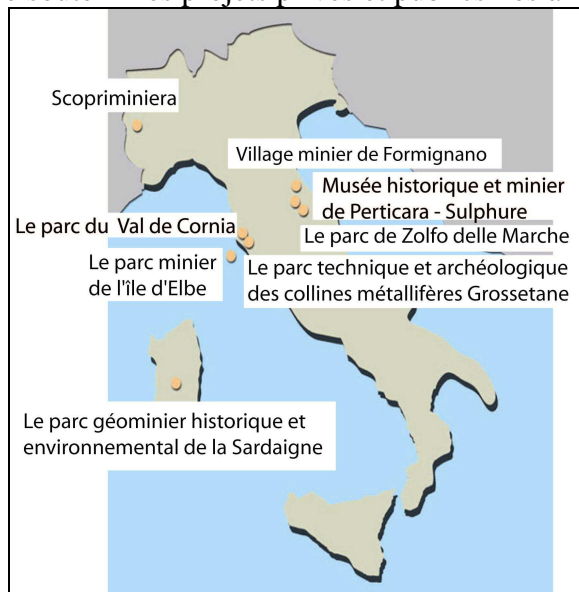 Scopriminiera
Village minier de Formignano
Musée historique et minier
de Perticara - Sulphure
Le parc du Val de Cornia
Le parc de Zolfo delle Marche
Le parc minier
de l'île d'Elbe
Le parc technique et archéologique
des collines métallifères Grossetane
Le parc géominier historique et
environnemental de la Sardaigne